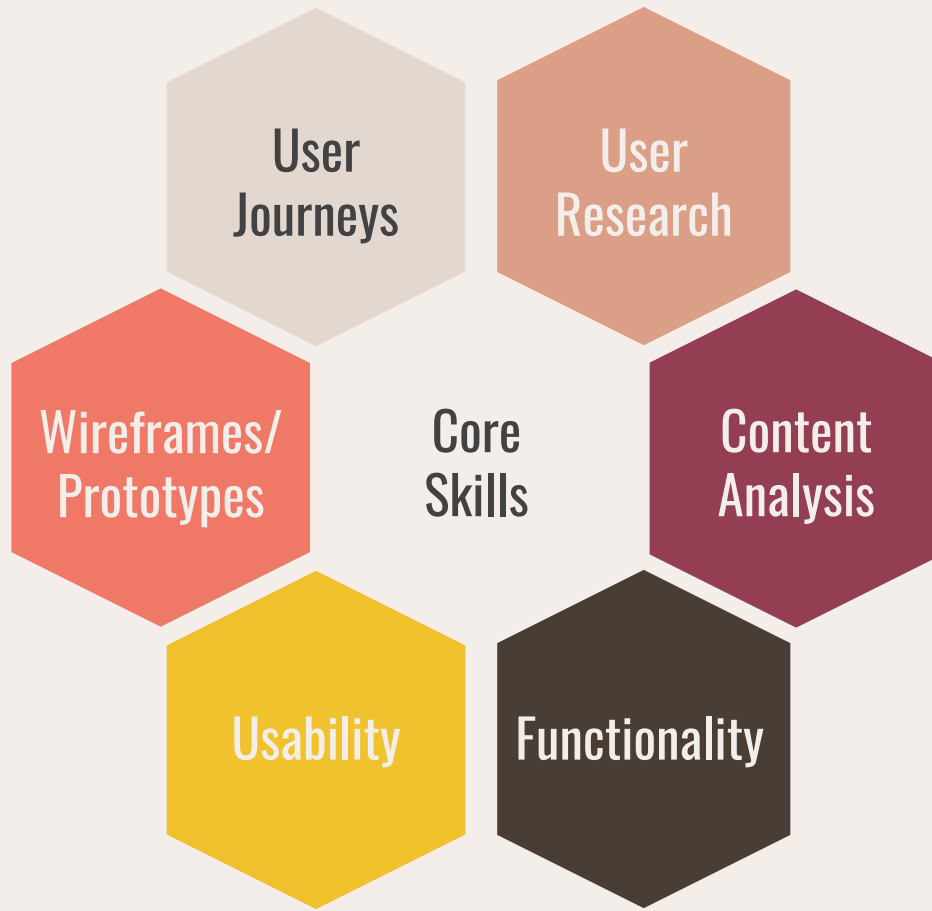 User
Journeys
User
Research
Wireframes/
Prototypes
Core
Skills
Content
Analysis
Usability
Functionality